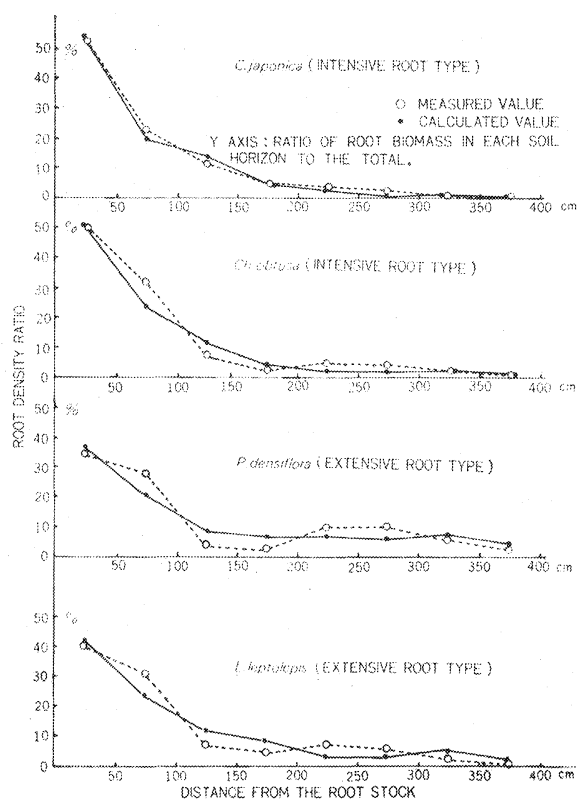 %
50
40
30
20
10
0
50 100 150 200 250 300 350 400 cm
C. japonica (INTENSIVE ROOT TYPE)
MEASURED VALUE
CALCULATED VALUE
Y AXIS : RATIO OF ROOT BIOMASS IN EACH SOIL
HORIZON TO THE TOTAL.
%
50
40
30
20
10
0
50 100 150 200 250 300 350 400 cm
Ch. obtusa (INTENSIVE ROOT TYPE)
ROOT DENSITY RATIO
%
50
40
30
20
10
0
50 100 150 200 250 300 350 400 cm
P. densiflora (EXTENSIVE ROOT TYPE)
%
50
40
30
20
10
0
50 100 150 200 250 300 350 400 cm
L. leptolepis (EXTENSIVE ROOT TYPE)
DISTANCE FROM THE ROOT STOCK